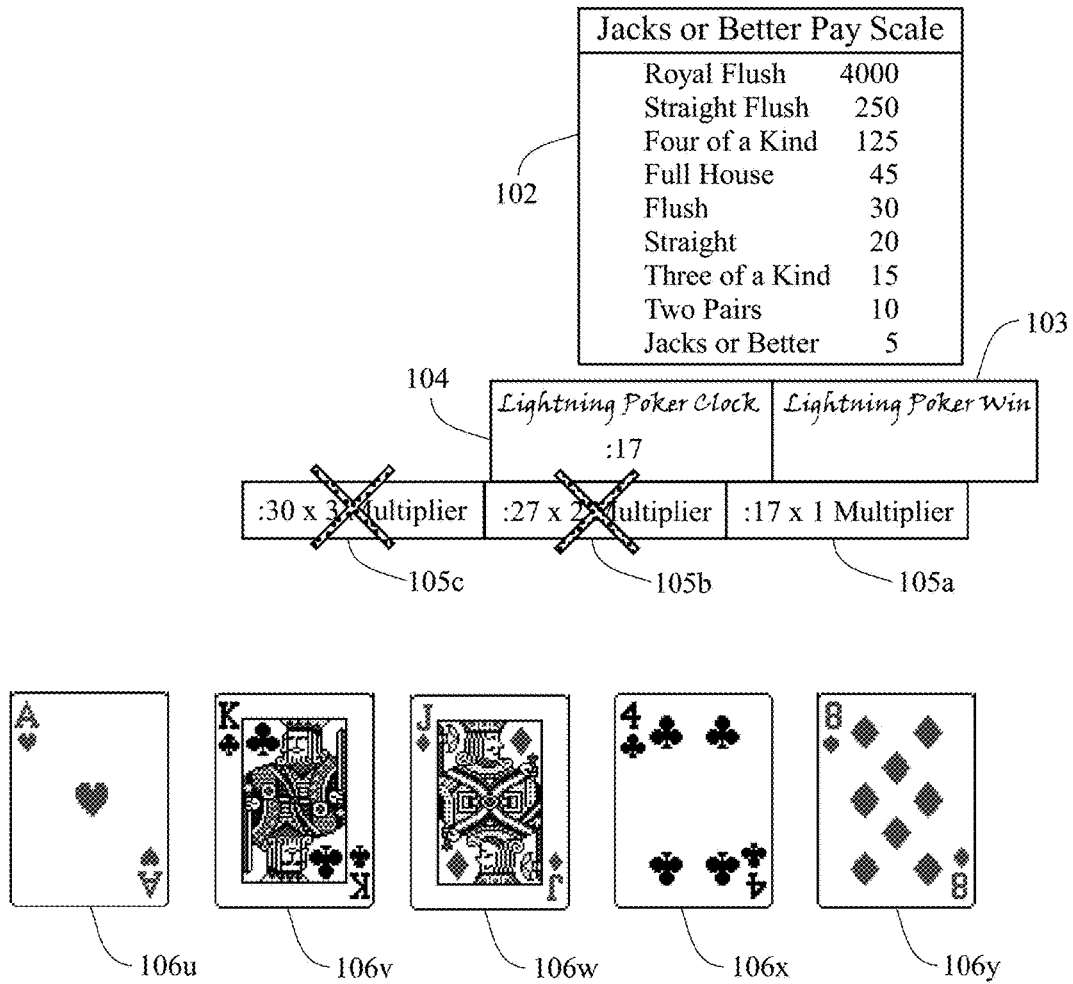 Jacks or Better Pay Scale
Royal Flush 4000
Straight Flush 250
Four of a Kind 125
Full House 45
Flush 30
Straight 20
Three of a Kind 15
Two Pairs 10
Jacks or Better 5
102
103
104
Lightning Poker Clock
:17
Lightning Poker Win
:30 x 3 Multiplier
:27 x 2 Multiplier
:17 x 1 Multiplier
105c
105b
105a
A
A
K
K
J
J
4
4
8
8
106u
106v
106w
106x
106y